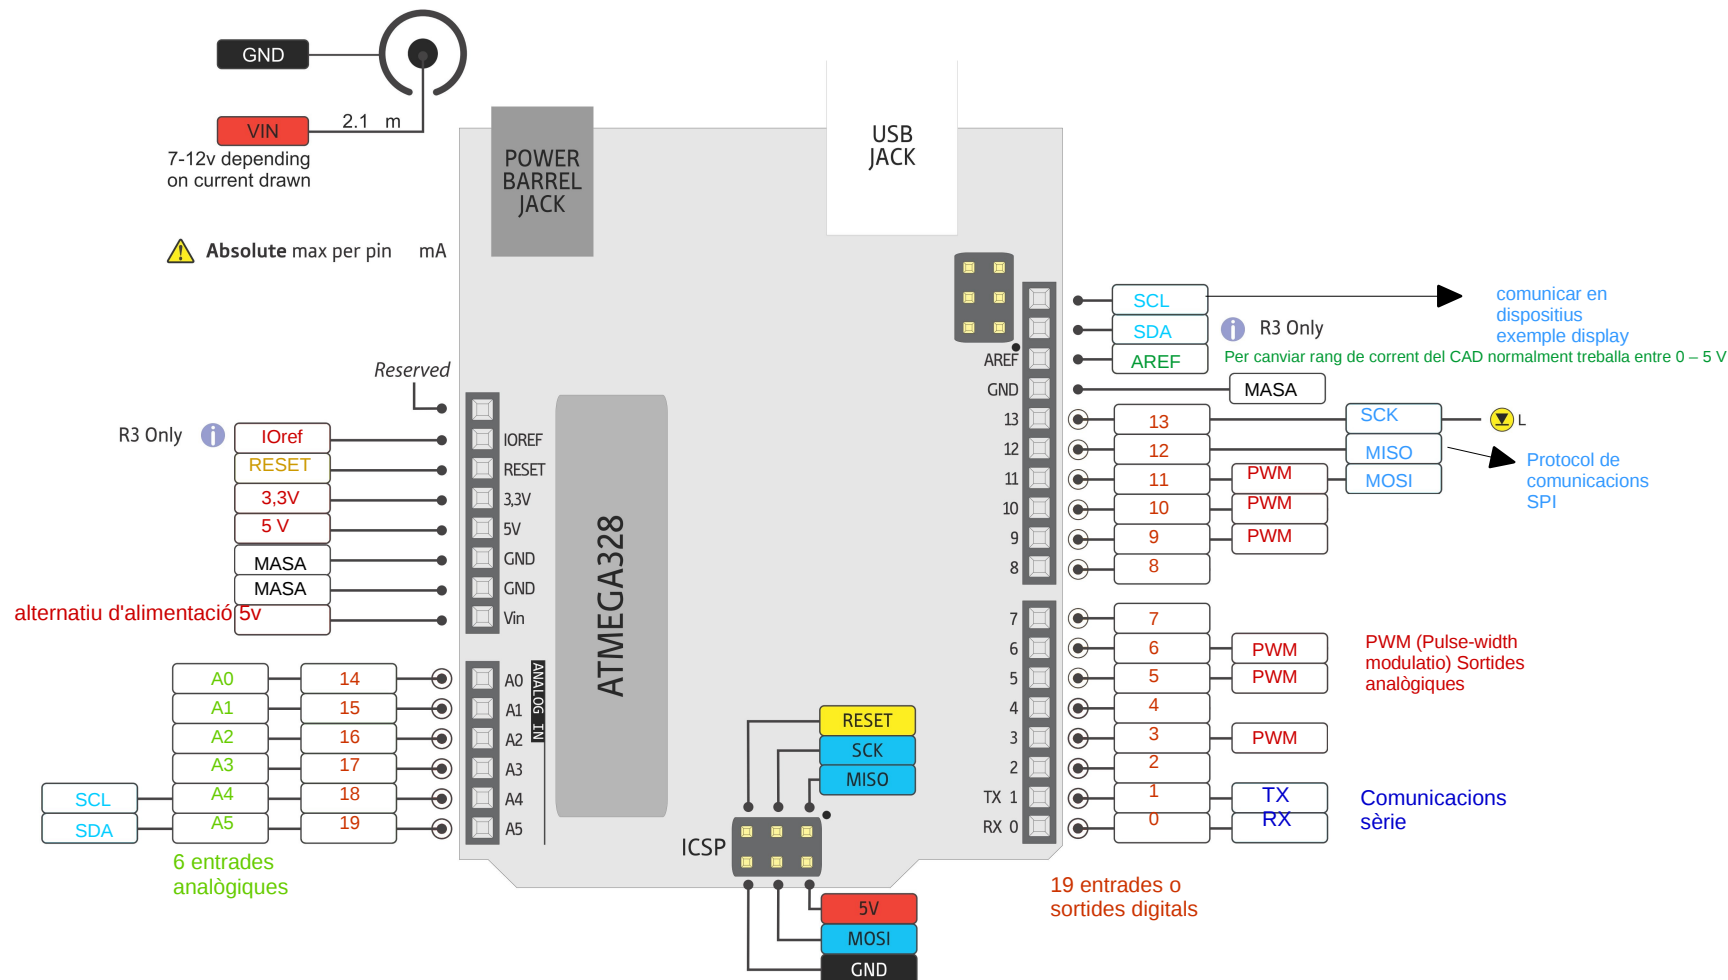 GND
VIN
2.1 m
7-12v depending
on current drawn
Absolute max per pin mA
POWER
BARREL
JACK
USB
JACK
Reserved
R3 Only
IOref
RESET
3,3V
5 V
MASA
MASA
alternatiu d'alimentació 5v
IOREF
RESET
3,3V
5V
GND
GND
Vin
ATMEGA328
A0 14
A1 15
A2 16
A3 17
SCL A4 18
SDA A5 19
6 entrades
analògiques
A0
A1
A2
A3
A4
A5
ANALOG IN
RESET
SCK
MISO
ICSP
5V
MOSI
GND
AREF
GND
13
12
11
10
9
8
7
6
5
4
3
2
TX 1
RX 0
SCL
SDA
R3 Only
AREF
comunicar en
dispositius
exemple display
Per canviar rang de corrent del CAD normalment treballa entre 0 – 5 V
MASA
13 SCK L
12 MISO
11 PWM MOSI
10 PWM
9 PWM
8
Protocol de
comunicacions
SPI
7
6 PWM
5 PWM
4
3 PWM
2
1 TX
0 RX
PWM (Pulse-width
modulatio) Sortides
analògiques
Comunicacions
sèrie
19 entrades o
sortides digitals